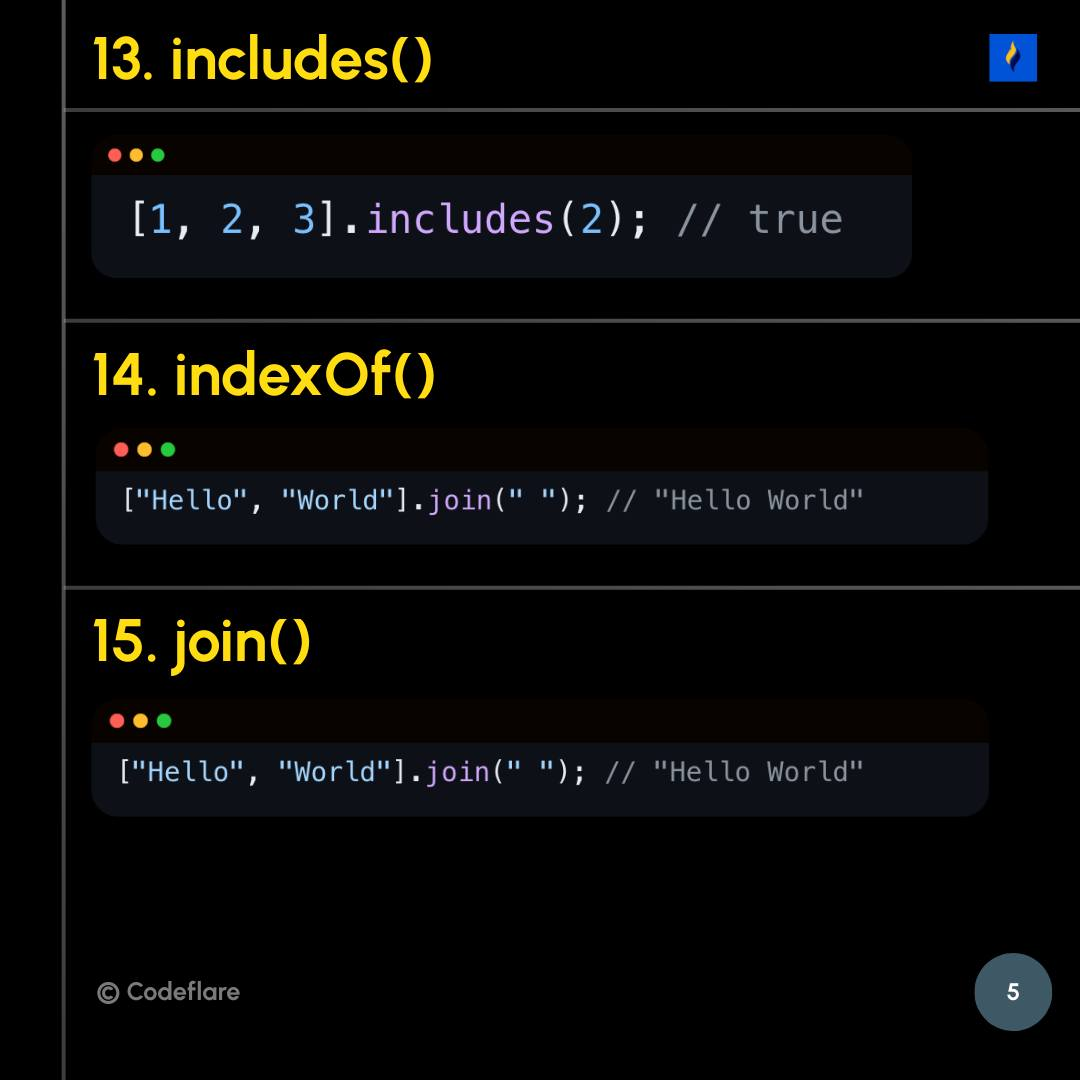 13. includes()
[1, 2, 3].includes(2); // true
14. indexOf()
["Hello", "World"].join(" "); // "Hello World"
15. join()
["Hello", "World"].join(" "); // "Hello World"
© Codeflare
5